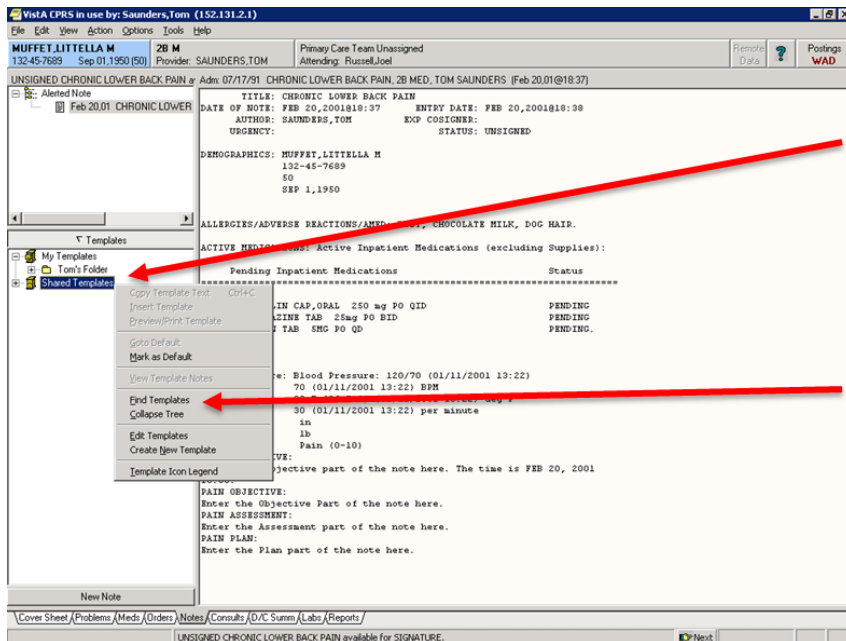 VistA CPRS in use by: Saunders,Tom (152.131.2.1)
File Edit View Action Options Tools Help
MUFFET,LITTELLA M 2B M Primary Care Team Unassigned Remote Postings
132-45-7689 Sep 01,1950 (50) Provider: SAUNDERS,TOM Attending: Russell,Joel Data ? WAD
UNSIGNED CHRONIC LOWER BACK PAIN ar Adm: 07/17/91 CHRONIC LOWER BACK PAIN, 2B MED, TOM SAUNDERS (Feb 20,01@18:37)
Alerted Note
Feb 20,01 CHRONIC LOWER
TITLE: CHRONIC LOWER BACK PAIN
DATE OF NOTE: FEB 20,2001@18:37 ENTRY DATE: FEB 20,2001@18:38
AUTHOR: SAUNDERS,TOM EXP COSIGNER:
URGENCY: STATUS: UNSIGNED
DEMOGRAPHICS: MUFFET,LITTELLA M
132-45-7689
50
SEP 1,1950
ALLERGIES/ADVERSE REACTIONS/AMED: CHOCOLATE MILK, DOG HAIR.
Templates
My Templates
Tom's Folder
Shared Templates
ACTIVE MEDICATIONS: Active Inpatient Medications (excluding Supplies):
Pending Inpatient Medications Status
IN CAP,ORAL 250 mg PO QID PENDING
ZINE TAB 25mg PO BID PENDING
TAB 5MG PO QD PENDING.
Copy Template Text Ctrl+C
Insert Template
Preview/Print Template
Goto Default
Mark as Default
View Template Notes
Find Templates
Collapse Tree
Edit Templates
Create New Template
Template Icon Legend
e: Blood Pressure: 120/70 (01/11/2001 13:22)
70 (01/11/2001 13:22) BPM
30 (01/11/2001 13:22) per minute
in
lb
Pain (0-10)
VE:
jective part of the note here. The time is FEB 20, 2001
PAIN OBJECTIVE:
Enter the Objective Part of the note here.
PAIN ASSESSMENT:
Enter the Assessment part of the note here.
PAIN PLAN:
Enter the Plan part of the note here.
New Note
Cover Sheet Problems Meds Orders Notes Consults D/C Summ Labs Reports
UNSIGNED CHRONIC LOWER BACK PAIN available for SIGNATURE. Next